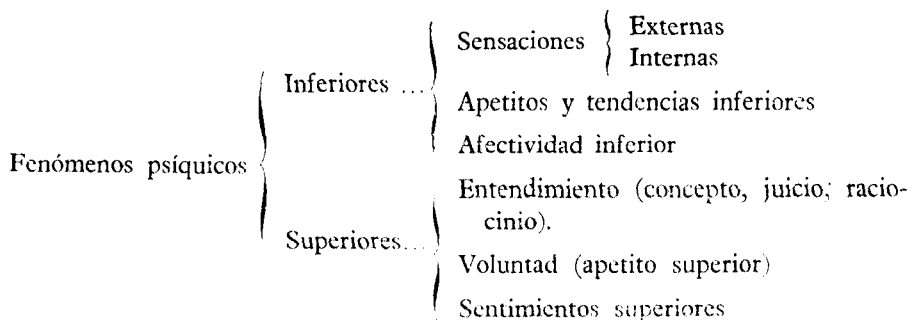 Sensaciones
Externas
Internas
Inferiores ...
Apetitos y tendencias inferiores
Afectividad inferior
Fenómenos psíquicos
Entendimiento (concepto, juicio, racio-
cinio).
Superiores...
Voluntad (apetito superior)
Sentimientos superiores